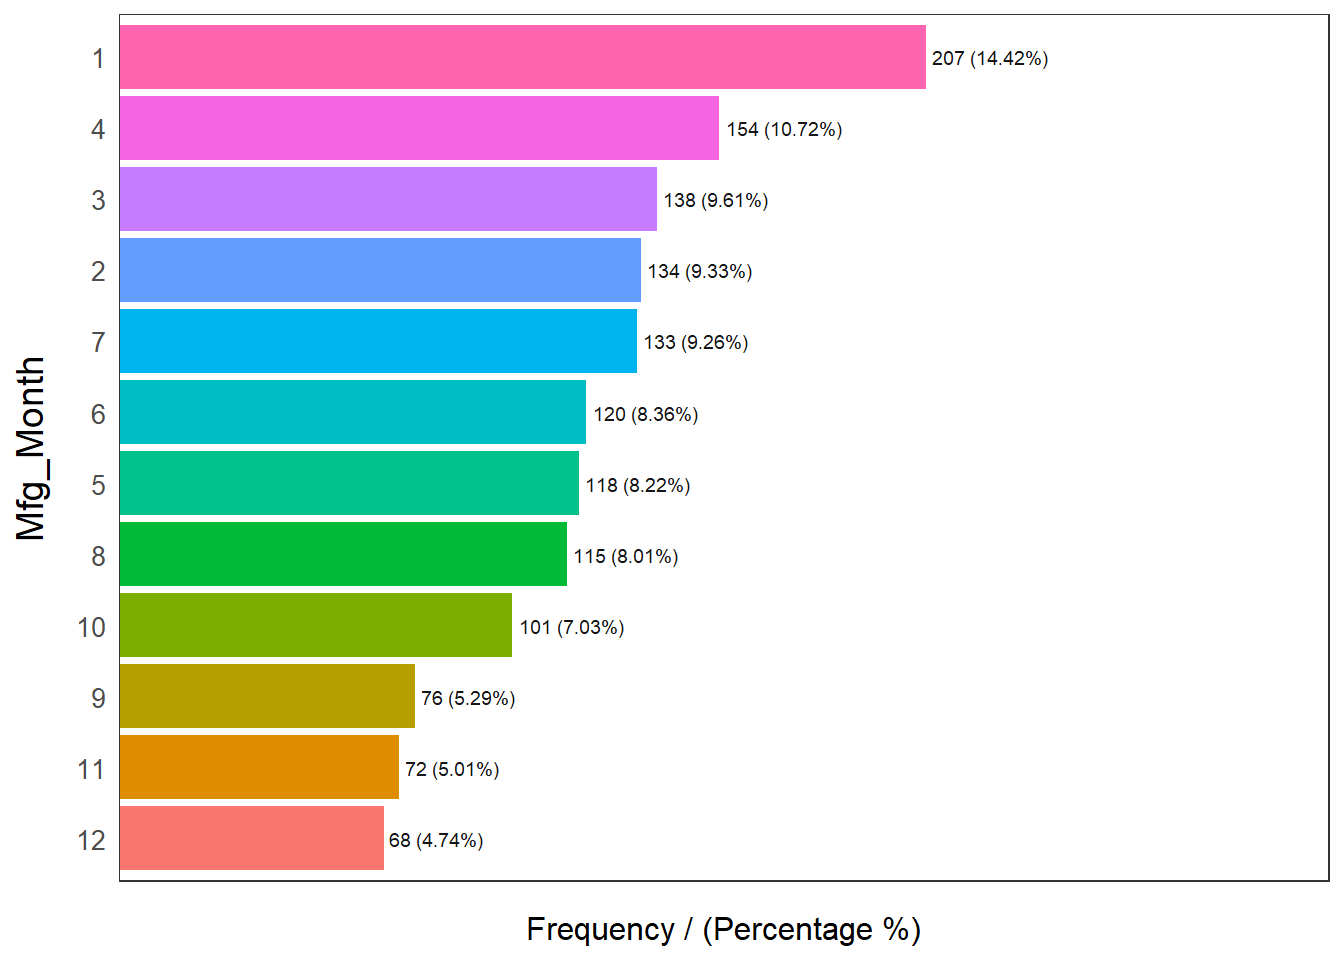 1 207 (14.42%)
4 154 (10.72%)
3 138 (9.61%)
2 134 (9.33%)
7 133 (9.26%)
6 120 (8.36%)
5 118 (8.22%)
8 115 (8.01%)
10 101 (7.03%)
9 76 (5.29%)
11 72 (5.01%)
12 68 (4.74%)
Mfg_Month
Frequency / (Percentage %)